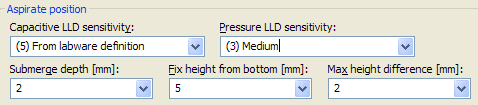 Aspirate position
Capacitive LLD sensitivity: Pressure LLD sensitivity:
(5) From labware definition (3) Medium
Submerge depth [mm]: Fix height from bottom [mm]: Max height difference [mm]:
2 5 2